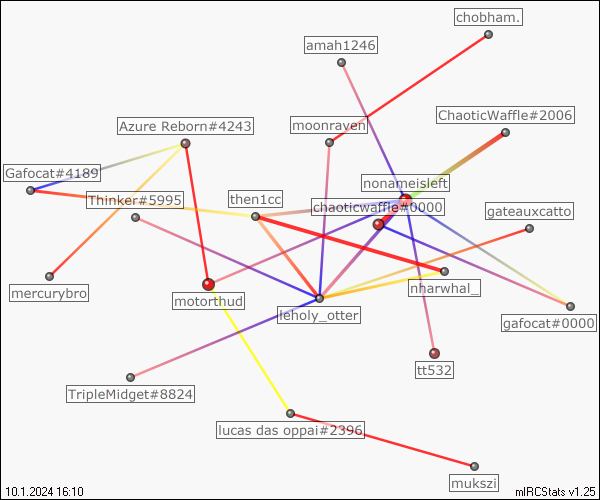 chobham.
amah1246
ChaoticWaffle#2006
Azure Reborn#4243
moonraven
Gafocat#4189
nonameisleft
Thinker#5995
then1cc
chaoticwaffle#0000
gateauxcatto
mercurybro
motorthud
nharwhal_
lenoly_otter
gafocat#0000
tt532
TripleMidget#8824
lucas das oppai#2396
mukszi
10.1.2024 16:10
mIRCStats v1.25